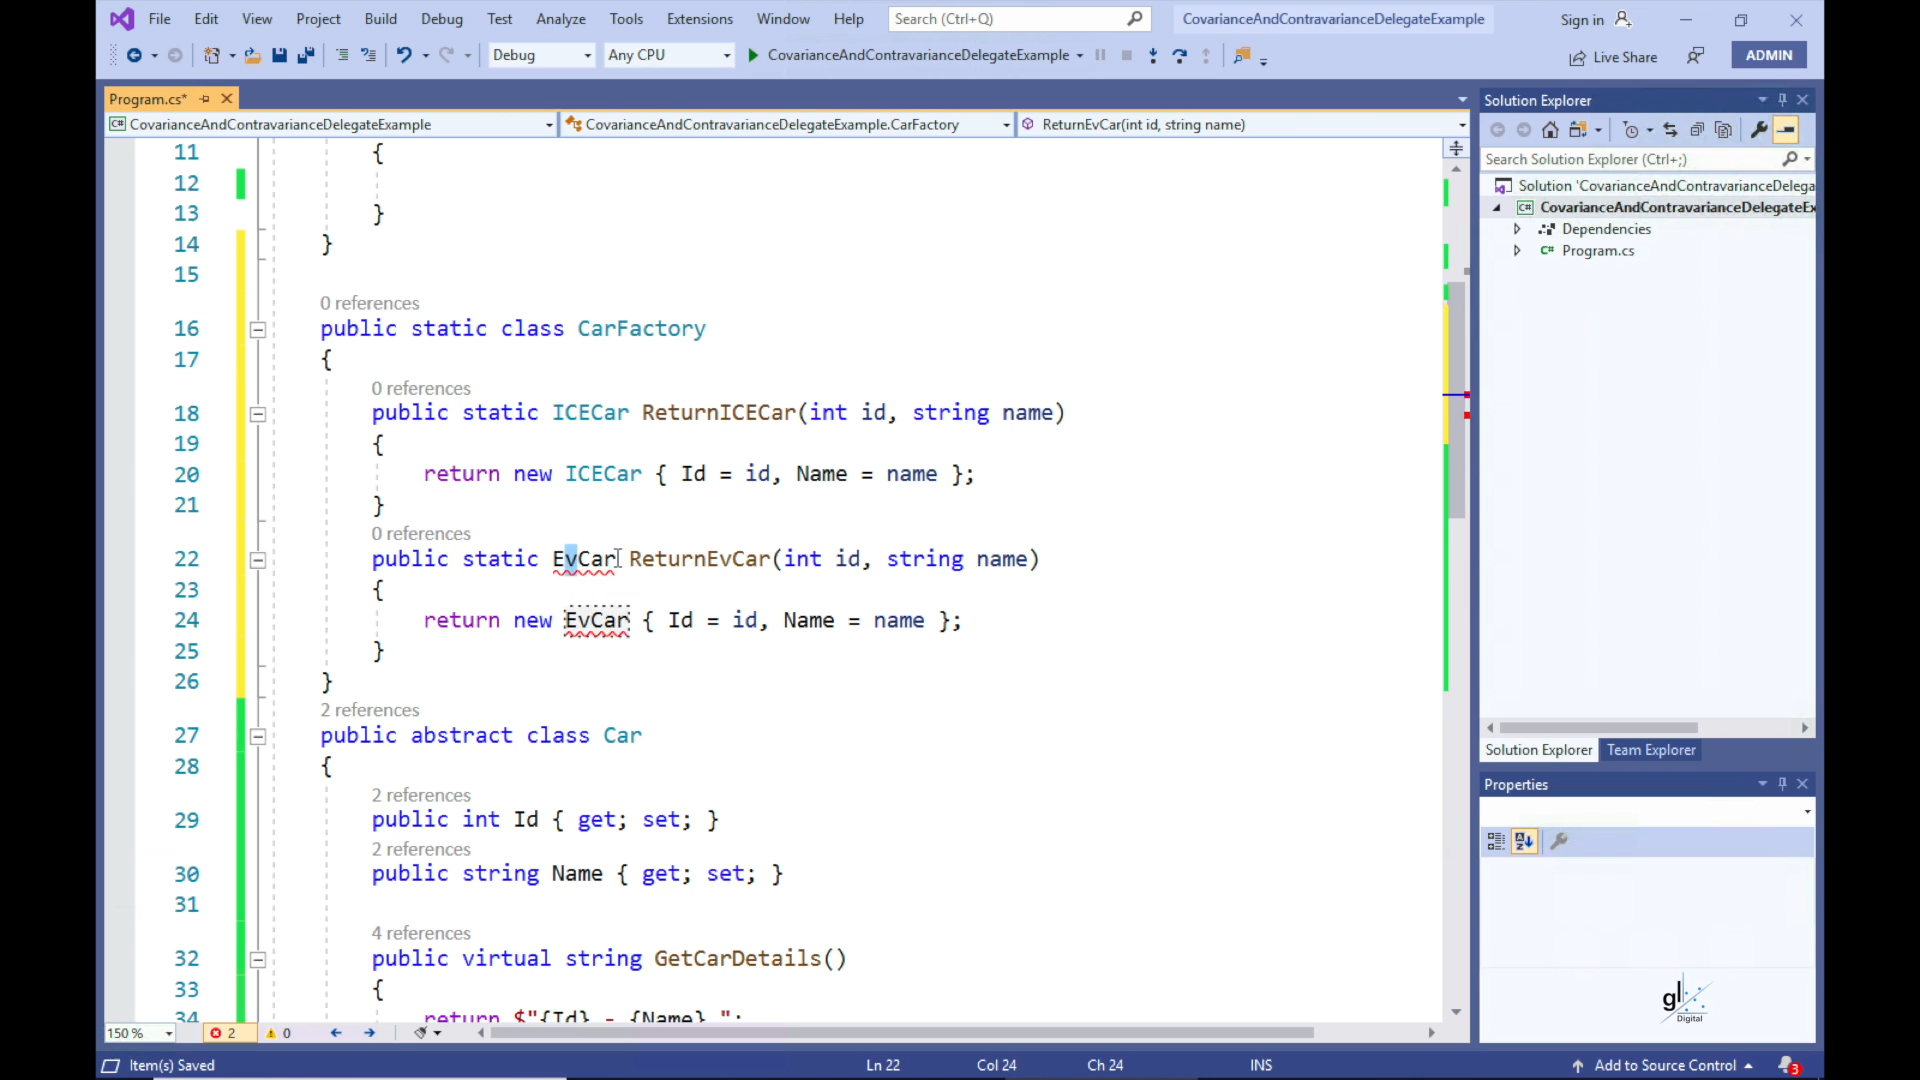 File Edit View Project Build Debug Test Analyze Tools Extensions Window Help Search (Ctrl+Q) CovarianceAndContravarianceDelegateExample Sign in
Debug Any CPU CovarianceAndContravarianceDelegateExample Live Share ADMIN
Program.cs*
CovarianceAndContravarianceDelegateExample CovarianceAndContravarianceDelegateExample.CarFactory ReturnEvCar(int id, string name)
11 {
12
13 }
14 }
15
0 references
16 public static class CarFactory
17 {
0 references
18 public static ICECar ReturnICECar(int id, string name)
19 {
20 return new ICECar { Id = id, Name = name };
21 }
0 references
22 public static EvCar ReturnEvCar(int id, string name)
23 {
24 return new EvCar { Id = id, Name = name };
25 }
26 }
2 references
27 public abstract class Car
28 {
2 references
29 public int Id { get; set; }
2 references
30 public string Name { get; set; }
31
4 references
32 public virtual string GetCarDetails()
33 {
34 return $"{Id} - {Name} ";
150 % 2 0
Solution Explorer
Search Solution Explorer (Ctrl+;)
Solution 'CovarianceAndContravarianceDelega
C# CovarianceAndContravarianceDelegateEx
Dependencies
C# Program.cs
Solution Explorer Team Explorer
Properties
gl
Digital
Item(s) Saved Ln 22 Col 24 Ch 24 INS Add to Source Control 3